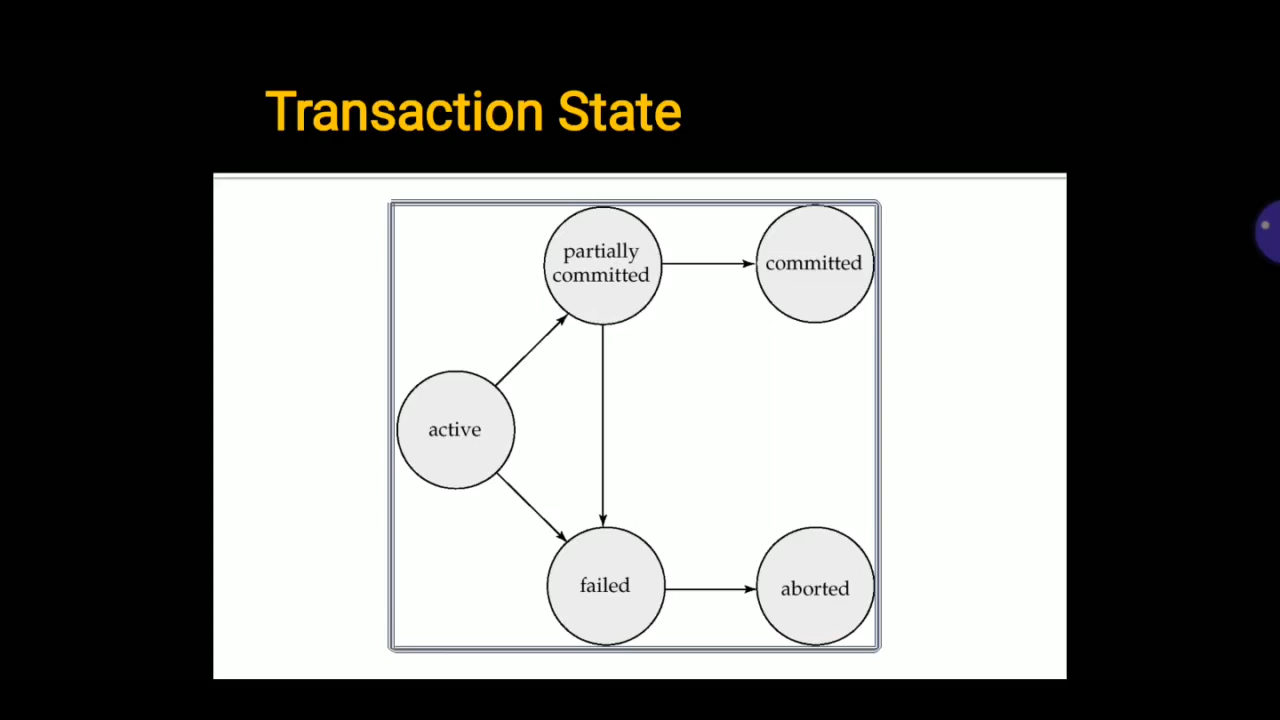 Transaction State
partially
committed
committed
active
failed
aborted